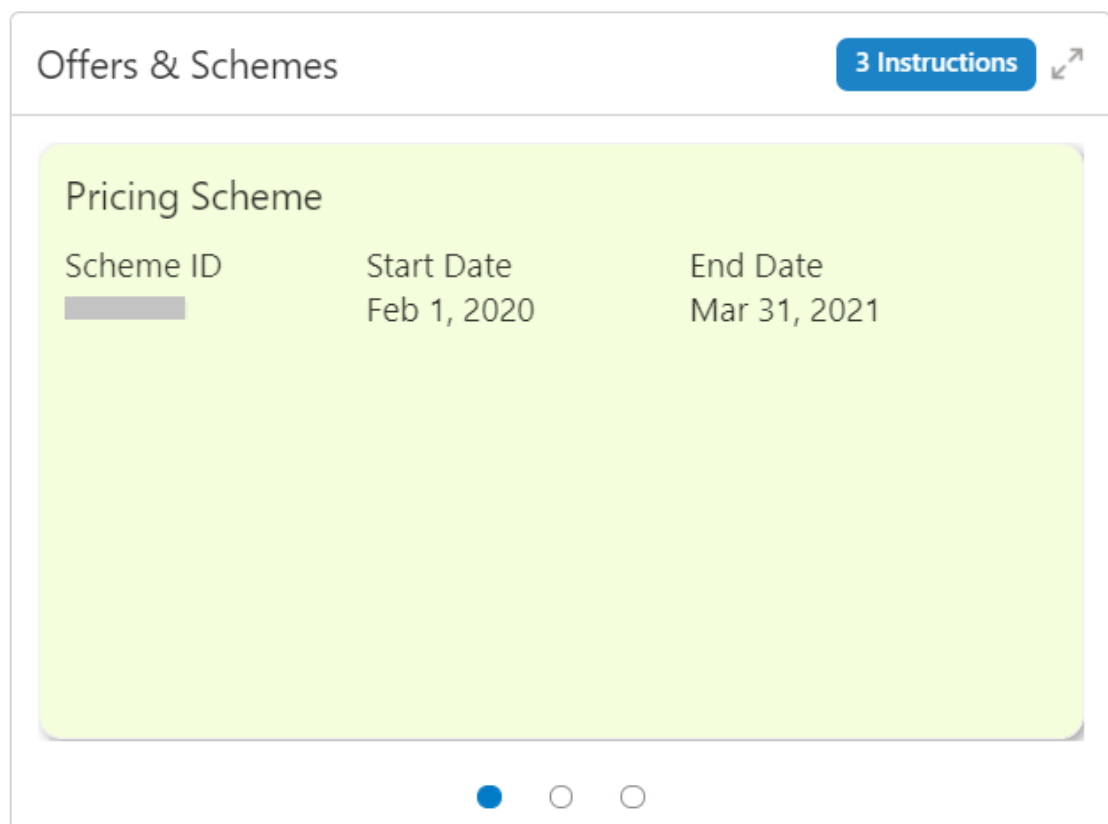 Offers & Schemes
3 Instructions
Pricing Scheme
Scheme ID Start Date End Date
Feb 1, 2020 Mar 31, 2021